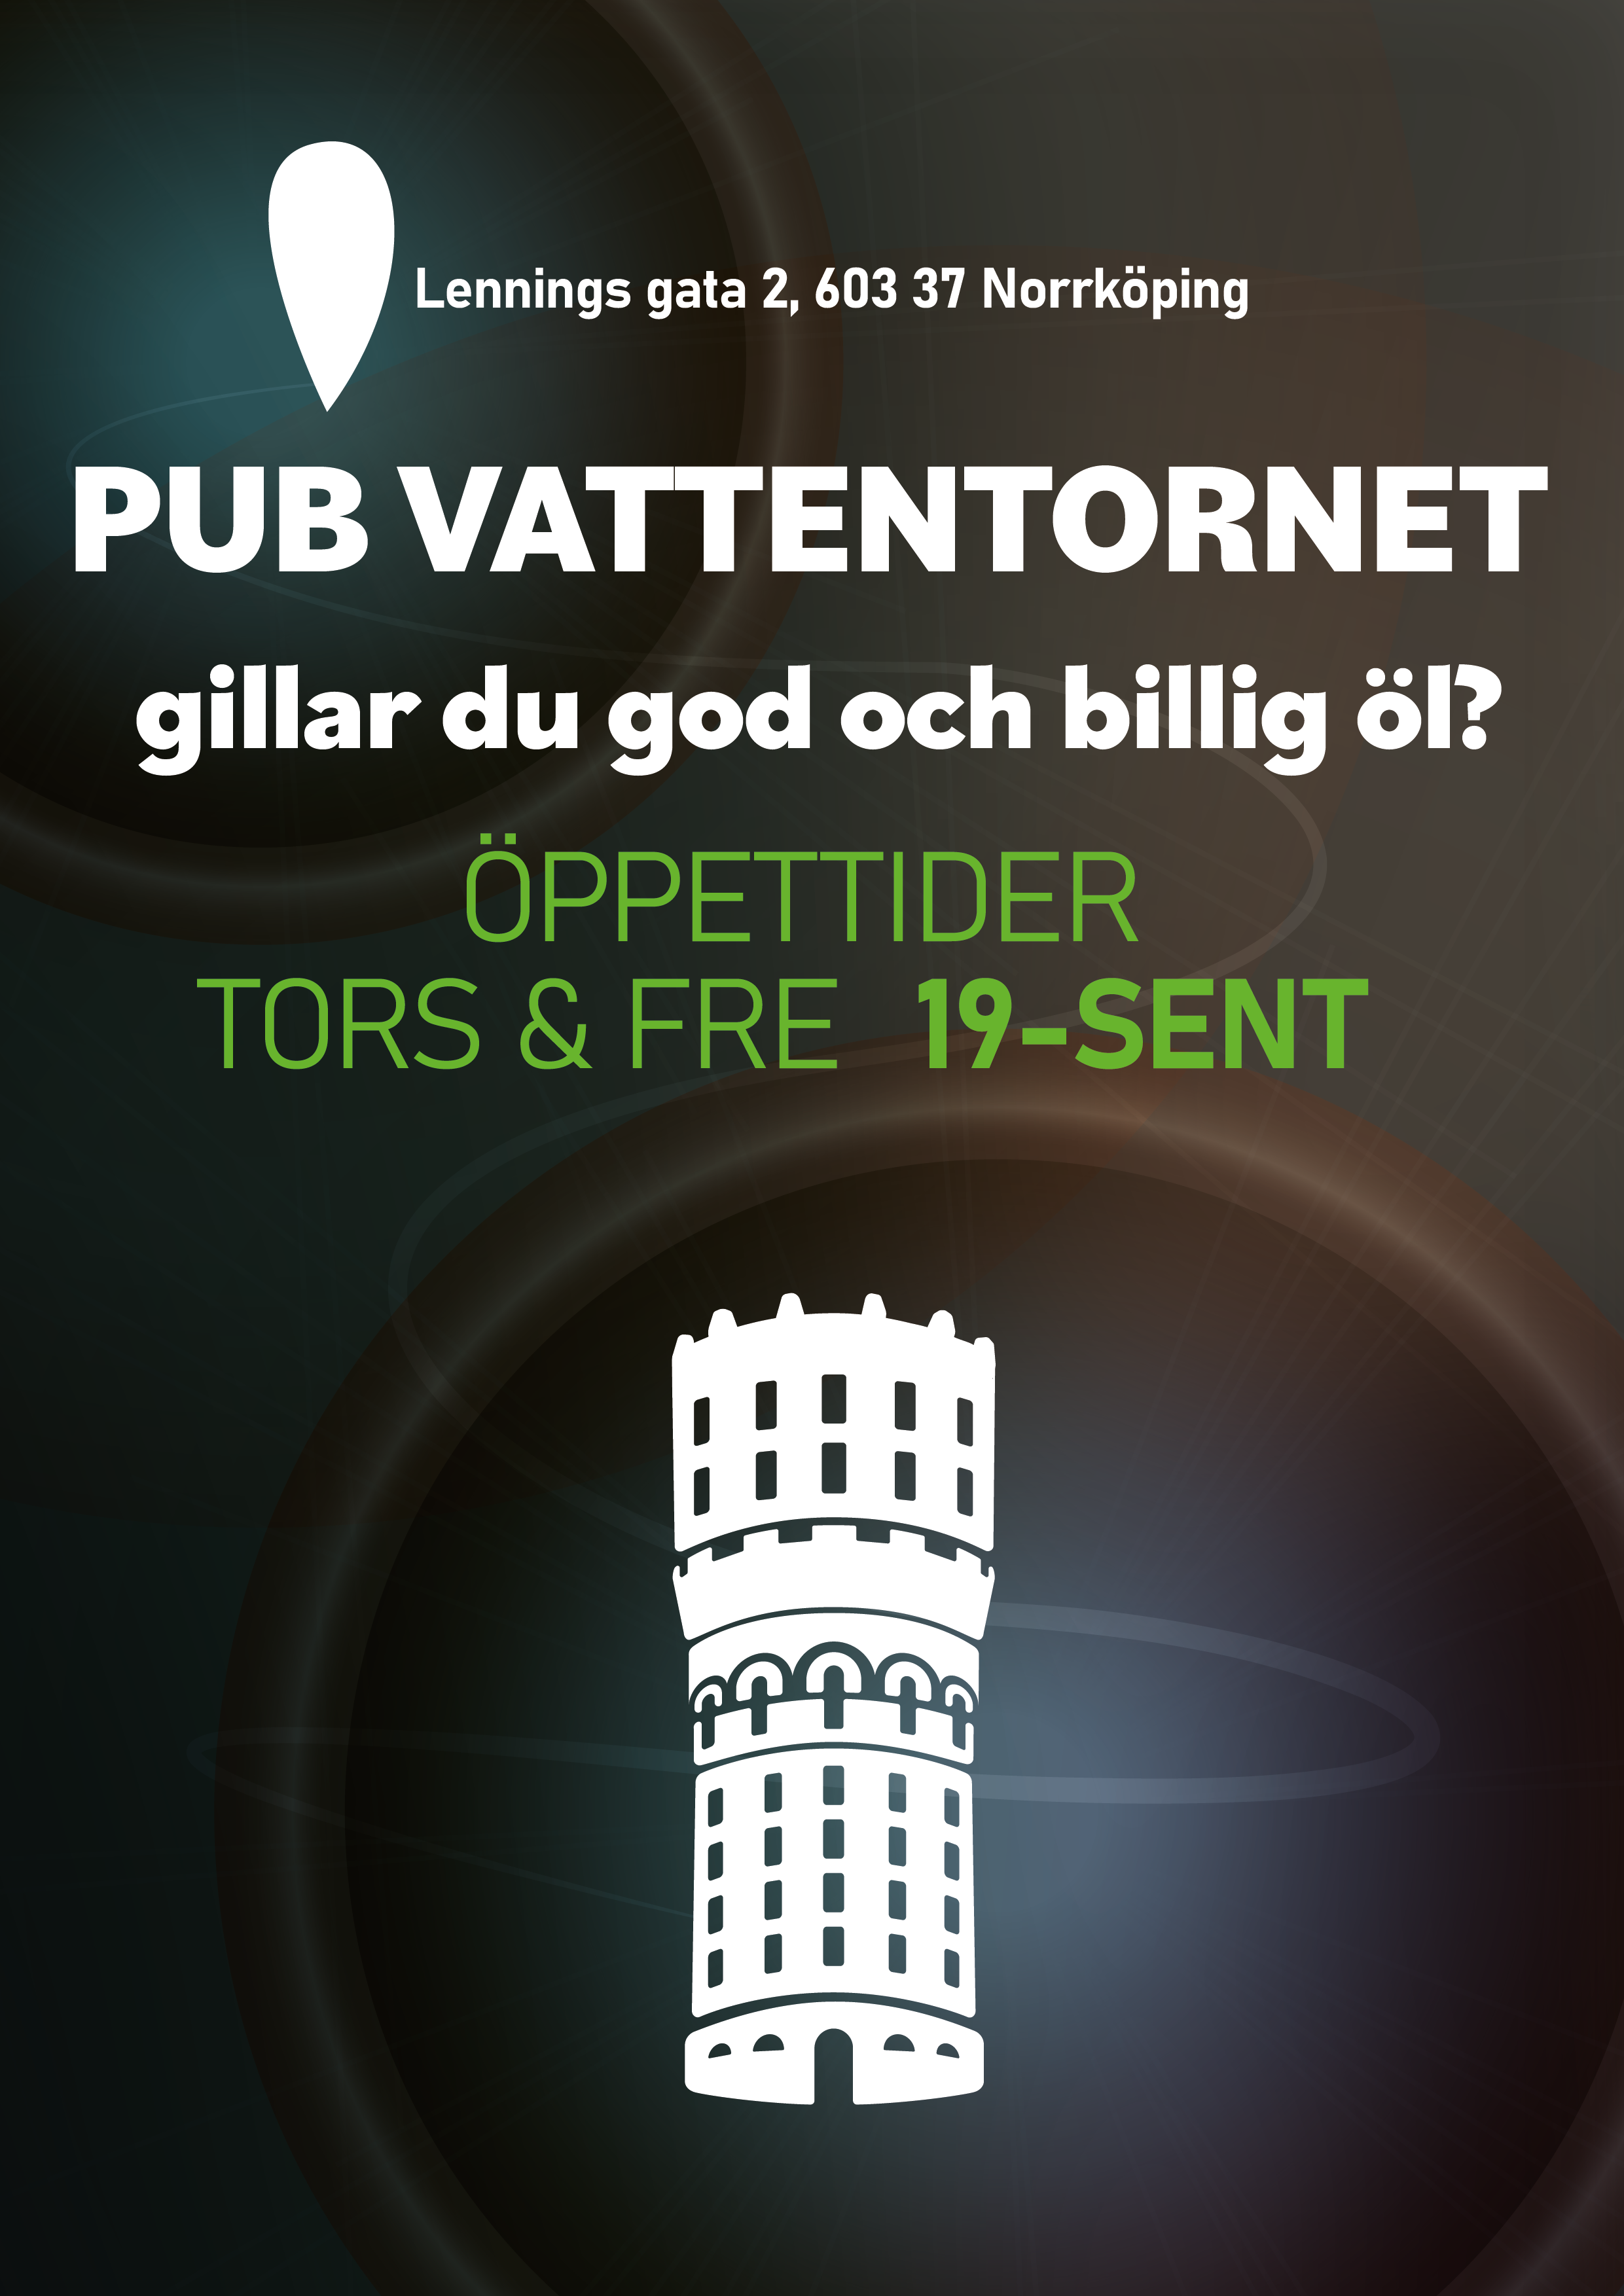 Lennings gata 2, 603 37 Norrköping
PUB VATTENTORNET
gillar du god och billig öl?
ÖPPETTIDER
TORS & FRE 19-SENT